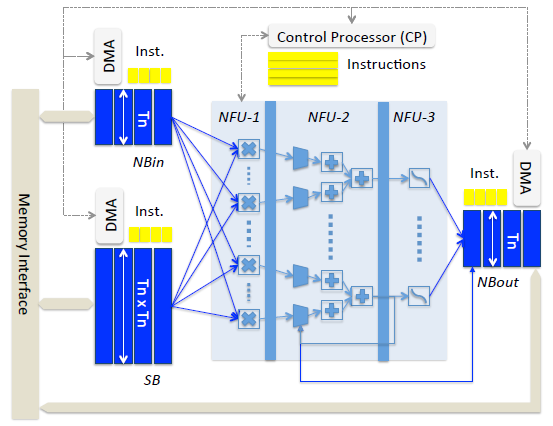 Control Processor (CP)
Instructions
DMA
Inst.
Tn
NBin
DMA
Inst.
Tn x Tn
SB
Memory Interface
NFU-1
NFU-2
NFU-3
Inst.
DMA
Tn
NBout